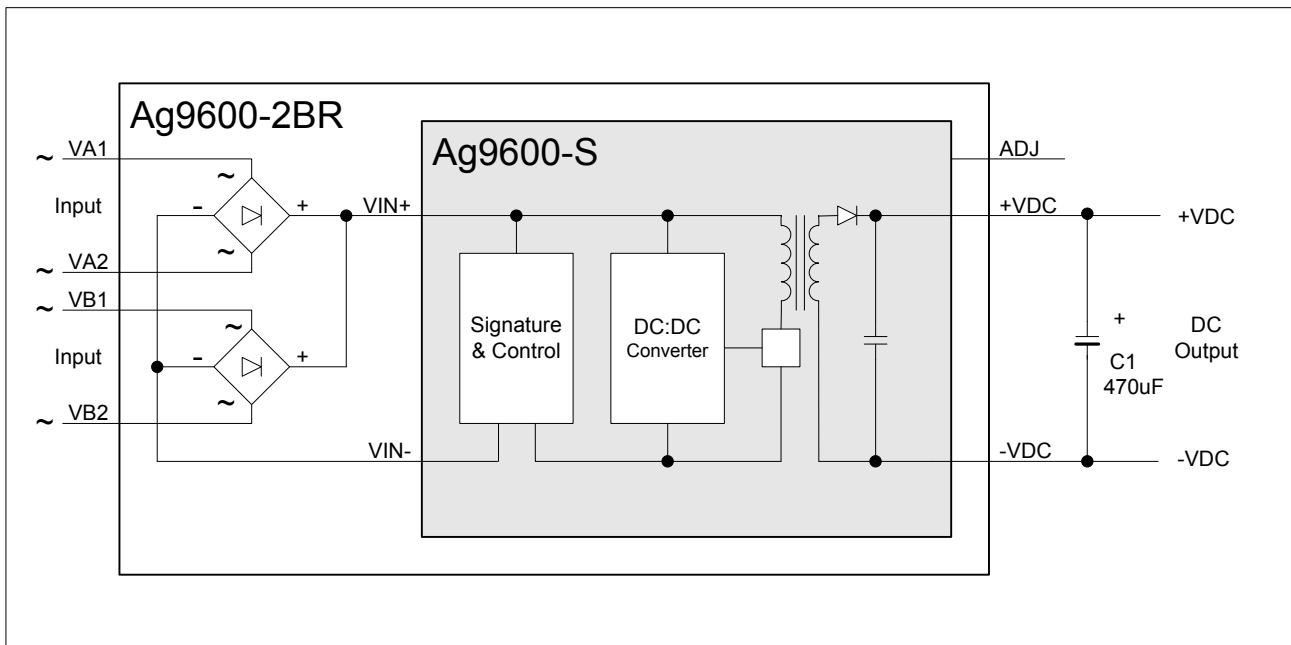 Ag9600-2BR
Ag9600-S
~ VA1
~
Input
- +
VIN+
~ VA2
~
~ VB1
~
Input
- +
~ VB2
~
VIN-
Signature
& Control
DC:DC
Converter
ADJ
+VDC
+VDC
+
C1
470uF
DC
Output
-VDC
-VDC